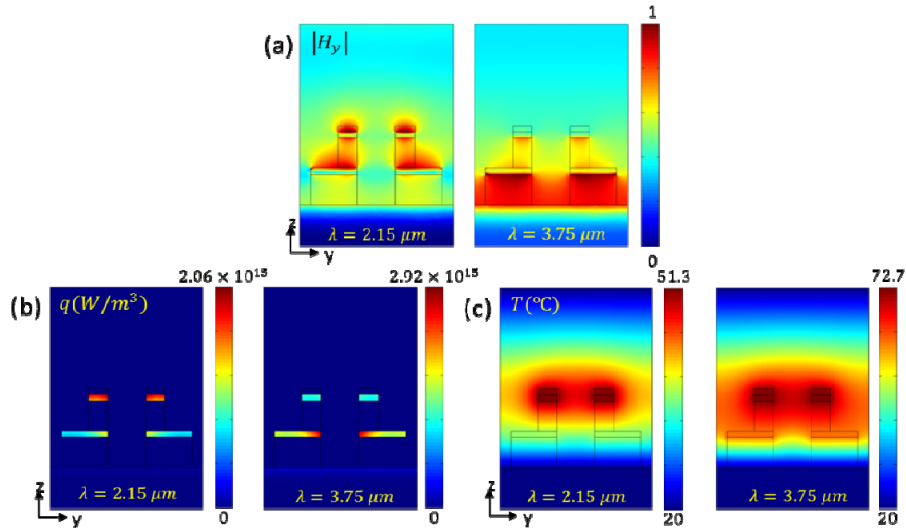 1
(a)
|H_y|
λ = 2.15 μm
λ = 3.75 μm
z
y
0
2.06 × 10^15
2.92 × 10^15
51.3
72.7
(b)
q(W/m^3)
(c)
T(°C)
λ = 2.15 μm
λ = 3.75 μm
λ = 2.15 μm
λ = 3.75 μm
z
y
0
0
z
y
20
20